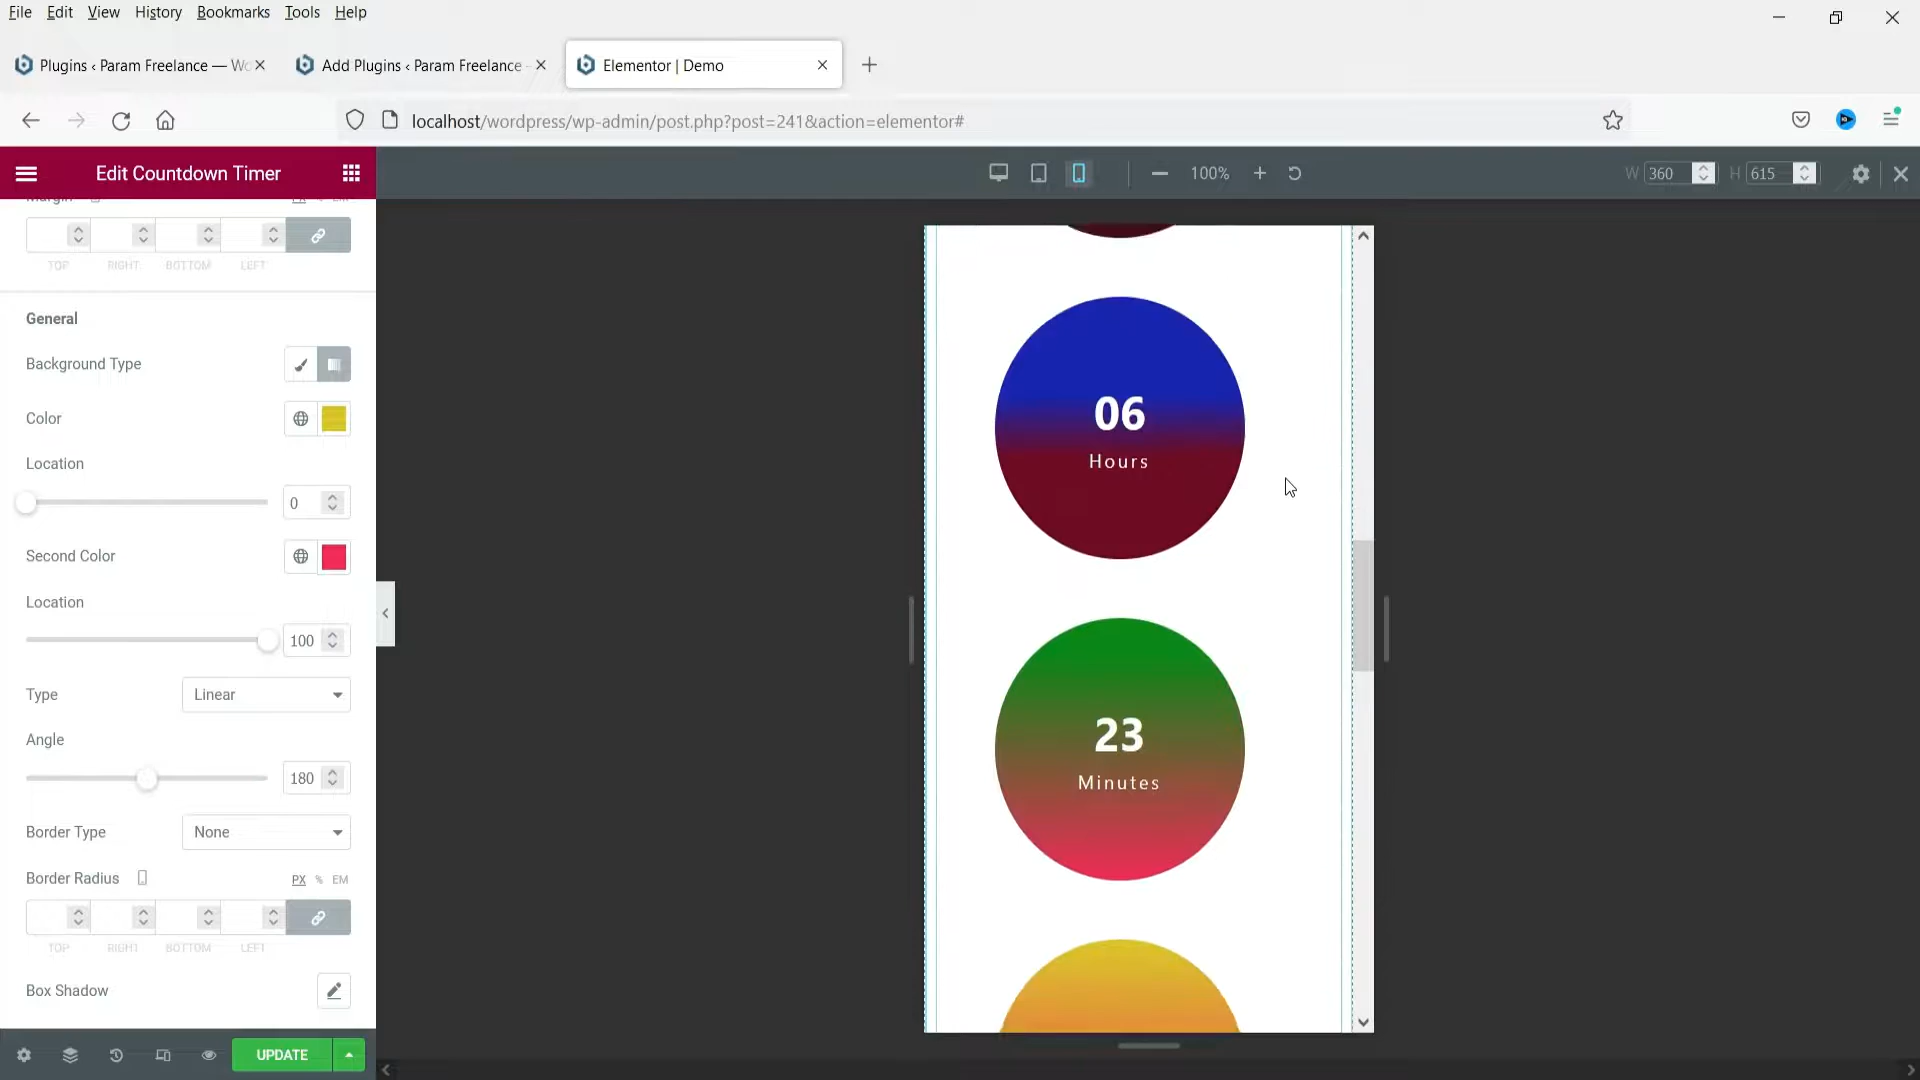 File Edit View History Bookmarks Tools Help
Plugins ‹ Param Freelance — Wo
Add Plugins ‹ Param Freelance -
Elementor | Demo
localhost/wordpress/wp-admin/post.php?post=241&action=elementor#
Edit Countdown Timer
100%
W 360
H 615
Margin
PX % EM
TOP RIGHT BOTTOM LEFT
General
Background Type
Color
Location
0
Second Color
Location
100
Type
Linear
Angle
180
Border Type
None
Border Radius
PX % EM
TOP RIGHT BOTTOM LEFT
Box Shadow
UPDATE
06
Hours
23
Minutes